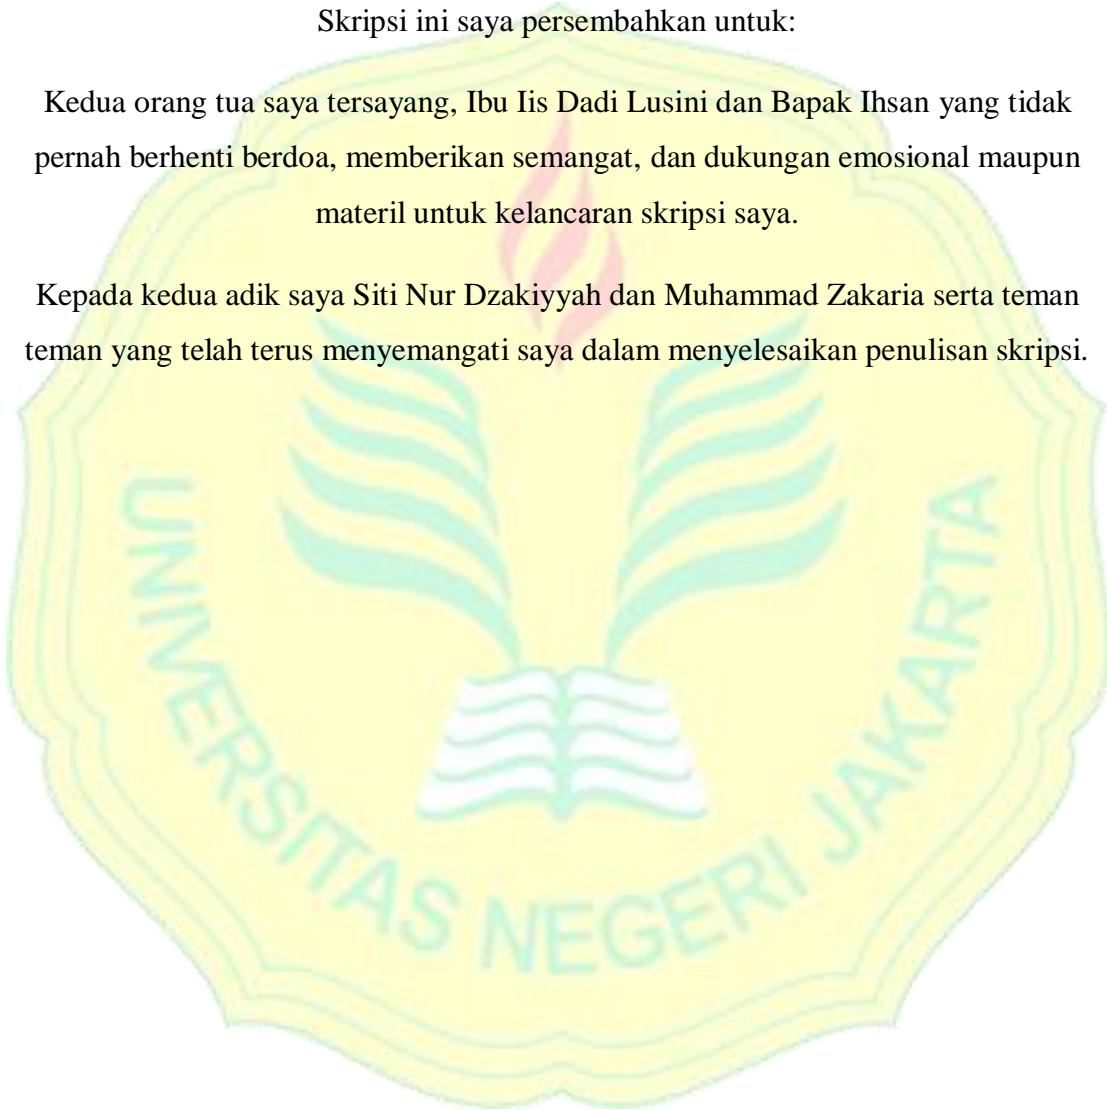 Skripsi ini saya persembahkan untuk:
Kedua orang tua saya tersayang, Ibu Iis Dadi Lusini dan Bapak Ihsan yang tidak
pernah berhenti berdoa, memberikan semangat, dan dukungan emosional maupun
materil untuk kelancaran skripsi saya.
Kepada kedua adik saya Siti Nur Dzakiyyah dan Muhammad Zakaria serta teman
teman yang telah terus menyemangati saya dalam menyelesaikan penulisan skripsi.
UNIVERSITAS NEGERI JAKARTA